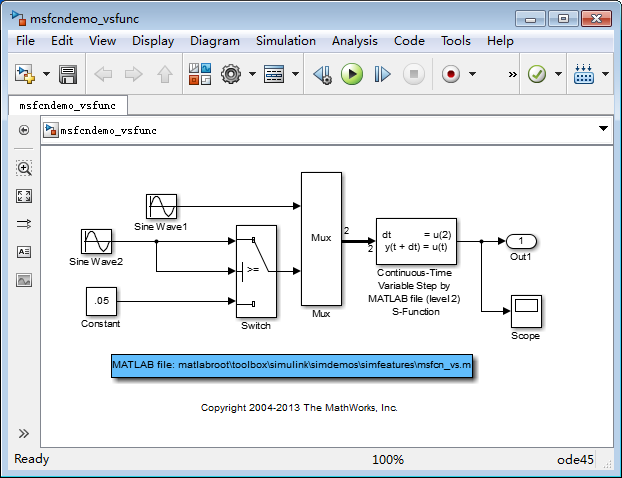 msfcndemo_vsfunc
File Edit View Display Diagram Simulation Analysis Code Tools Help
»
msfcndemo_vsfunc
msfcndemo_vsfunc
Sine Wave1
Sine Wave2
.05
Constant
>=
Switch
Mux
Mux
2
2
dt = u(2)
y(t + dt) = u(t)
Continuous-Time
Variable Step by
MATLAB file (level 2)
S-Function
1
Out1
Scope
MATLAB file: matlabroot\toolbox\simulink\simdemos\simfeatures\msfcn_vs.m
Copyright 2004-2013 The MathWorks, Inc.
»
Ready 100% ode45